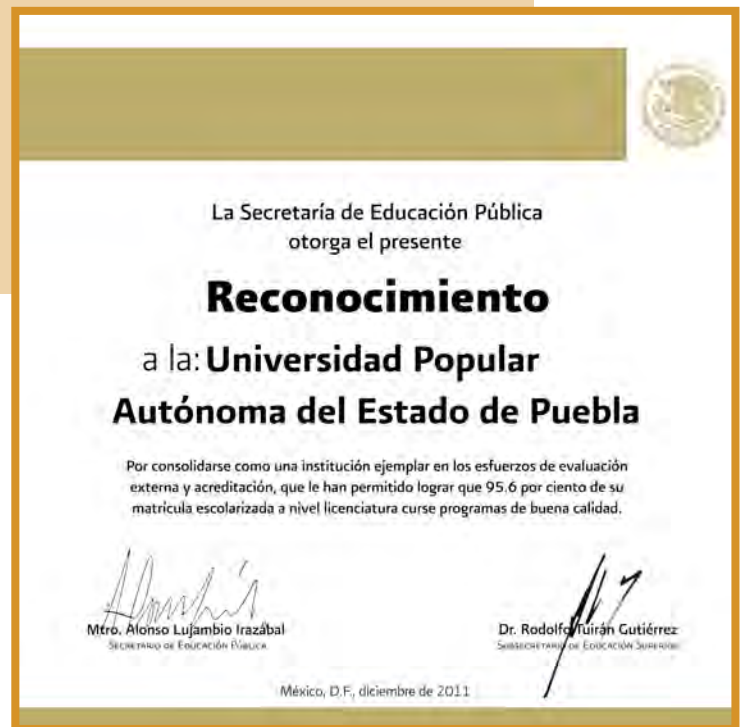 La Secretaría de Educación Pública
otorga el presente
Reconocimiento
a la: Universidad Popular
Autónoma del Estado de Puebla
Por consolidarse como una institución ejemplar en los esfuerzos de evaluación
externa y acreditación, que le han permitido lograr que 95.6 por ciento de su
matrícula escolarizada a nivel licenciatura curse programas de buena calidad.
Mtro. Alonso Lujambio Irazábal
Secretario de Educación Pública
Dr. Rodolfo Tuirán Gutiérrez
Subsecretario de Educación Superior
México, D.F., diciembre de 2011